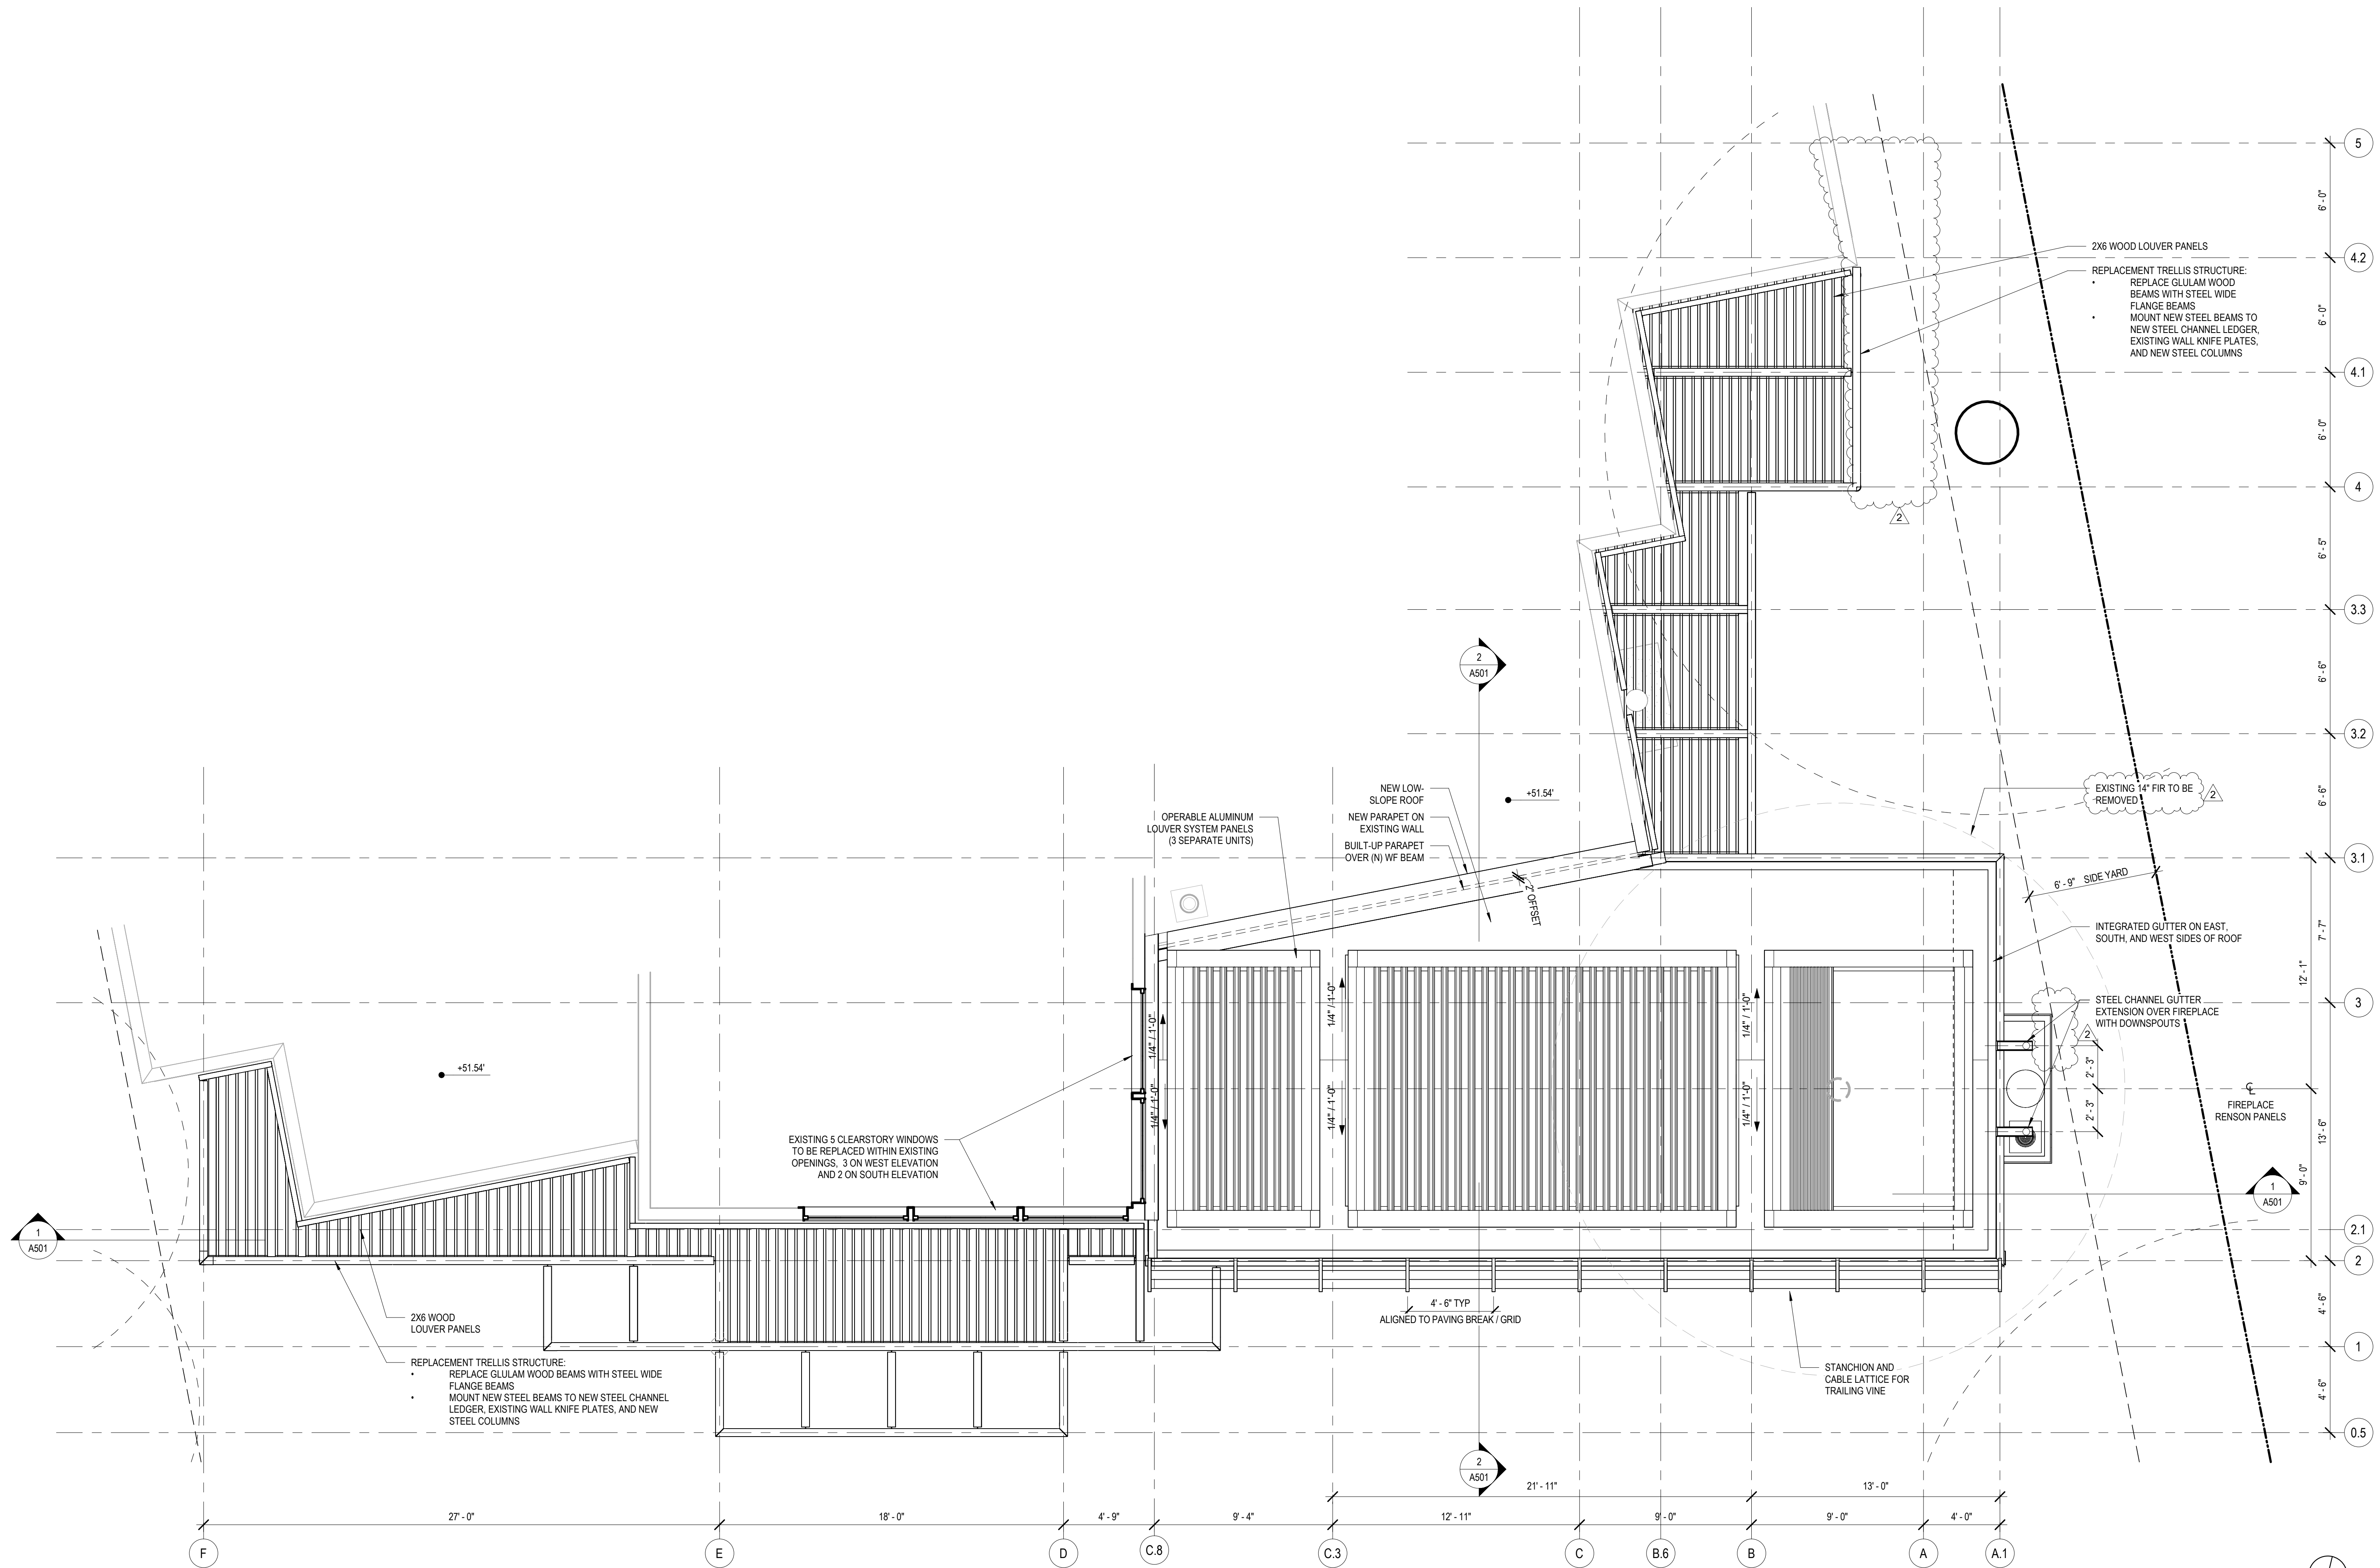 5
6' - 0"
2X6 WOOD LOUVER PANELS
4.2
REPLACEMENT TRELLIS STRUCTURE:
• REPLACE GLULAM WOOD
BEAMS WITH STEEL WIDE
FLANGE BEAMS
• MOUNT NEW STEEL BEAMS TO
NEW STEEL CHANNEL LEDGER,
EXISTING WALL KNIFE PLATES,
AND NEW STEEL COLUMNS
6' - 0"
4.1
6' - 0"
4
2
6' - 5"
3.3
2
A501
6' - 6"
3.2
NEW LOW-
SLOPE ROOF
NEW PARAPET ON
EXISTING WALL
BUILT-UP PARAPET
OVER (N) WF BEAM
+51.54'
OPERABLE ALUMINUM
LOUVER SYSTEM PANELS
(3 SEPARATE UNITS)
EXISTING 14" FIR TO BE
REMOVED
2
6' - 6"
3.1
2" OFFSET
6' - 9" SIDE YARD
INTEGRATED GUTTER ON EAST,
SOUTH, AND WEST SIDES OF ROOF
7' - 7"
12' - 1"
3
STEEL CHANNEL GUTTER
EXTENSION OVER FIREPLACE
WITH DOWNSPOUTS
2
1/4" / 1'-0"
1/4" / 1'-0"
1/4" / 1'-0"
1/4" / 1'-0"
1/4" / 1'-0"
1/4" / 1'-0"
+51.54'
2' - 3"
2' - 3"
CL
FIREPLACE
RENSON PANELS
13' - 6"
9' - 0"
EXISTING 5 CLEARSTORY WINDOWS
TO BE REPLACED WITHIN EXISTING
OPENINGS, 3 ON WEST ELEVATION
AND 2 ON SOUTH ELEVATION
1
A501
1
A501
2.1
2
4' - 6" TYP
ALIGNED TO PAVING BREAK / GRID
4' - 6"
2X6 WOOD
LOUVER PANELS
1
REPLACEMENT TRELLIS STRUCTURE:
• REPLACE GLULAM WOOD BEAMS WITH STEEL WIDE
FLANGE BEAMS
• MOUNT NEW STEEL BEAMS TO NEW STEEL CHANNEL
LEDGER, EXISTING WALL KNIFE PLATES, AND NEW
STEEL COLUMNS
STANCHION AND
CABLE LATTICE FOR
TRAILING VINE
4' - 6"
0.5
2
A501
21' - 11"
13' - 0"
27' - 0"
18' - 0"
4' - 9"
9' - 4"
12' - 11"
9' - 0"
9' - 0"
4' - 0"
F
E
D
C.8
C.3
C
B.6
B
A
A.1